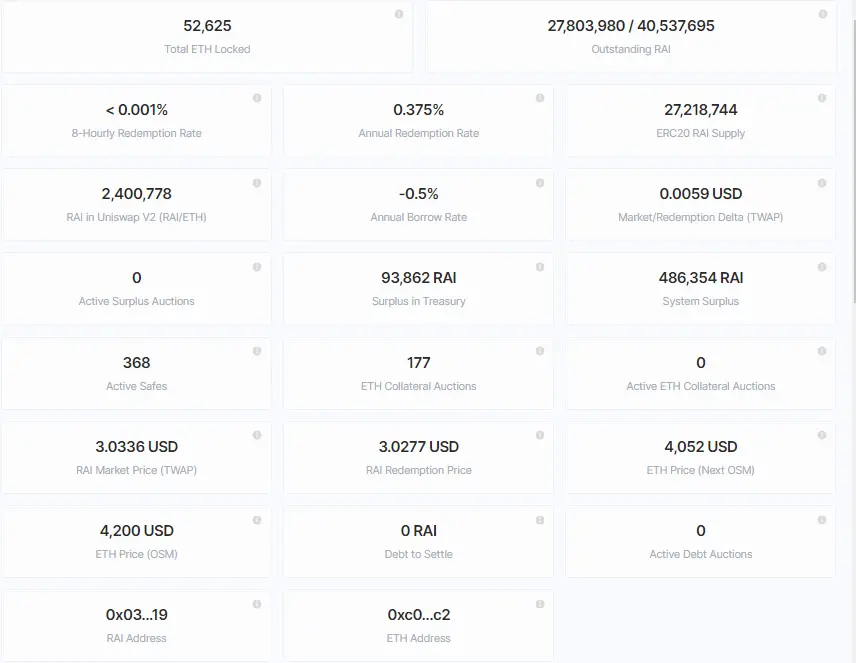 52,625
Total ETH Locked
27,803,980 / 40,537,695
Outstanding RAI
< 0.001%
8-Hourly Redemption Rate
0.375%
Annual Redemption Rate
27,218,744
ERC20 RAI Supply
2,400,778
RAI in Uniswap V2 (RAI/ETH)
-0.5%
Annual Borrow Rate
0.0059 USD
Market/Redemption Delta (TWAP)
0
Active Surplus Auctions
93,862 RAI
Surplus in Treasury
486,354 RAI
System Surplus
368
Active Safes
177
ETH Collateral Auctions
0
Active ETH Collateral Auctions
3.0336 USD
RAI Market Price (TWAP)
3.0277 USD
RAI Redemption Price
4,052 USD
ETH Price (Next OSM)
4,200 USD
ETH Price (OSM)
0 RAI
Debt to Settle
0
Active Debt Auctions
0x03...19
RAI Address
0xc0...c2
ETH Address